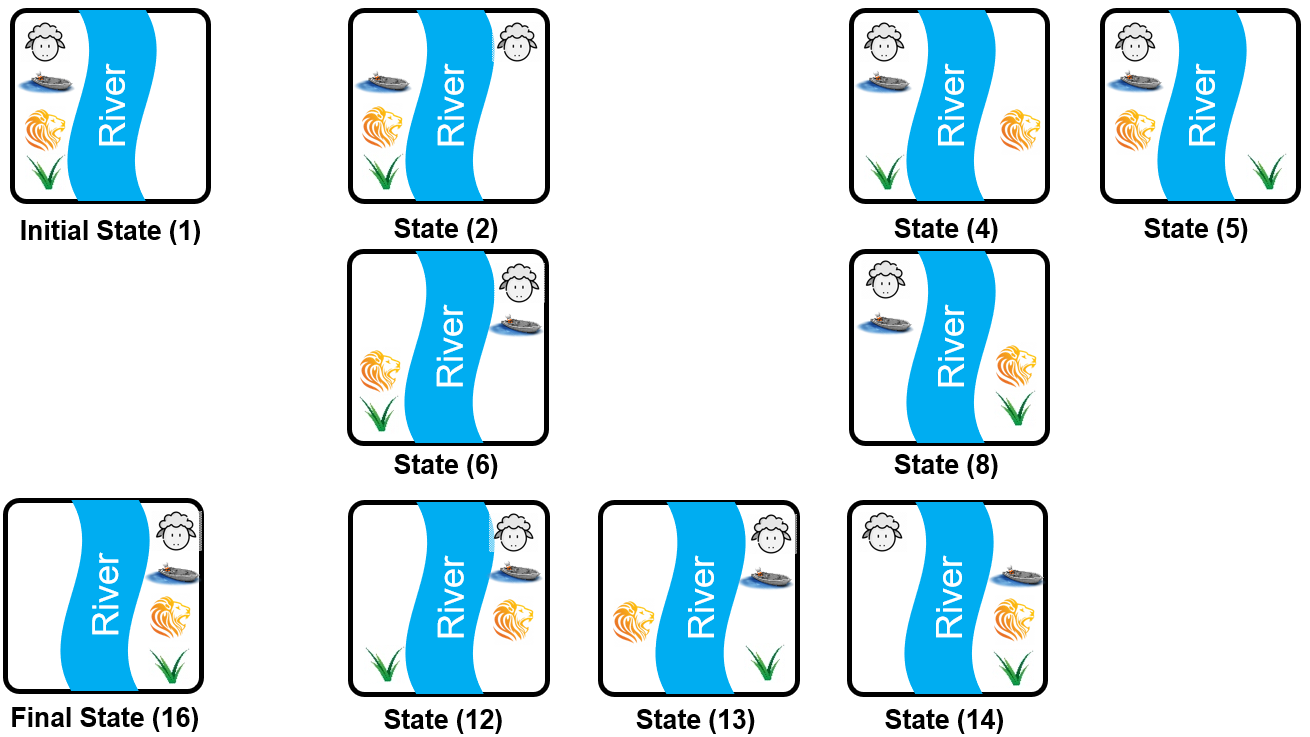 River
River
River
River
Initial State (1)
State (2)
State (4)
State (5)
River
River
State (6)
State (8)
River
River
River
River
Final State (16)
State (12)
State (13)
State (14)